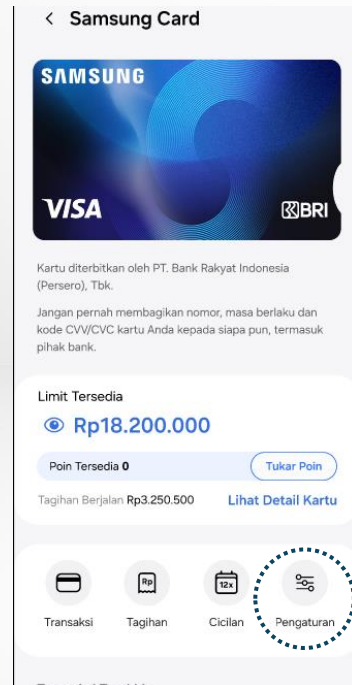 < Samsung Card
SAMSUNG
VISA
BRI
Kartu diterbitkan oleh PT. Bank Rakyat Indonesia
(Persero), Tbk.
Jangan pernah membagikan nomor, masa berlaku dan
kode CVV/CVC kartu Anda kepada siapa pun, termasuk
pihak bank.
Limit Tersedia
Rp18.200.000
Poin Tersedia 0
Tukar Poin
Tagihan Berjalan Rp3.250.500
Lihat Detail Kartu
Rp
12x
Transaksi
Tagihan
Cicilan
Pengaturan